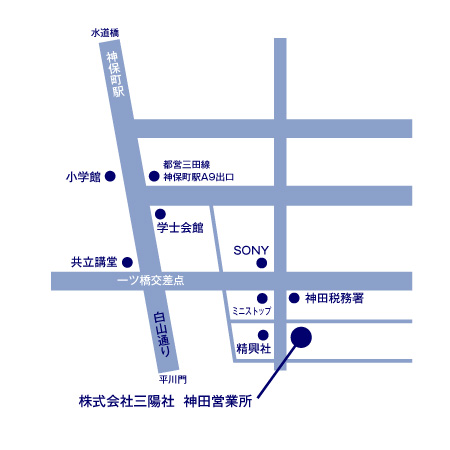 水道橋
神保町駅
都営三田線
神保町駅A9出口
小学館
学士会館
SONY
共立講堂
一ツ橋交差点
神田税務署
ミニストップ
白山通り
精興社
平川門
株式会社三陽社 神田営業所